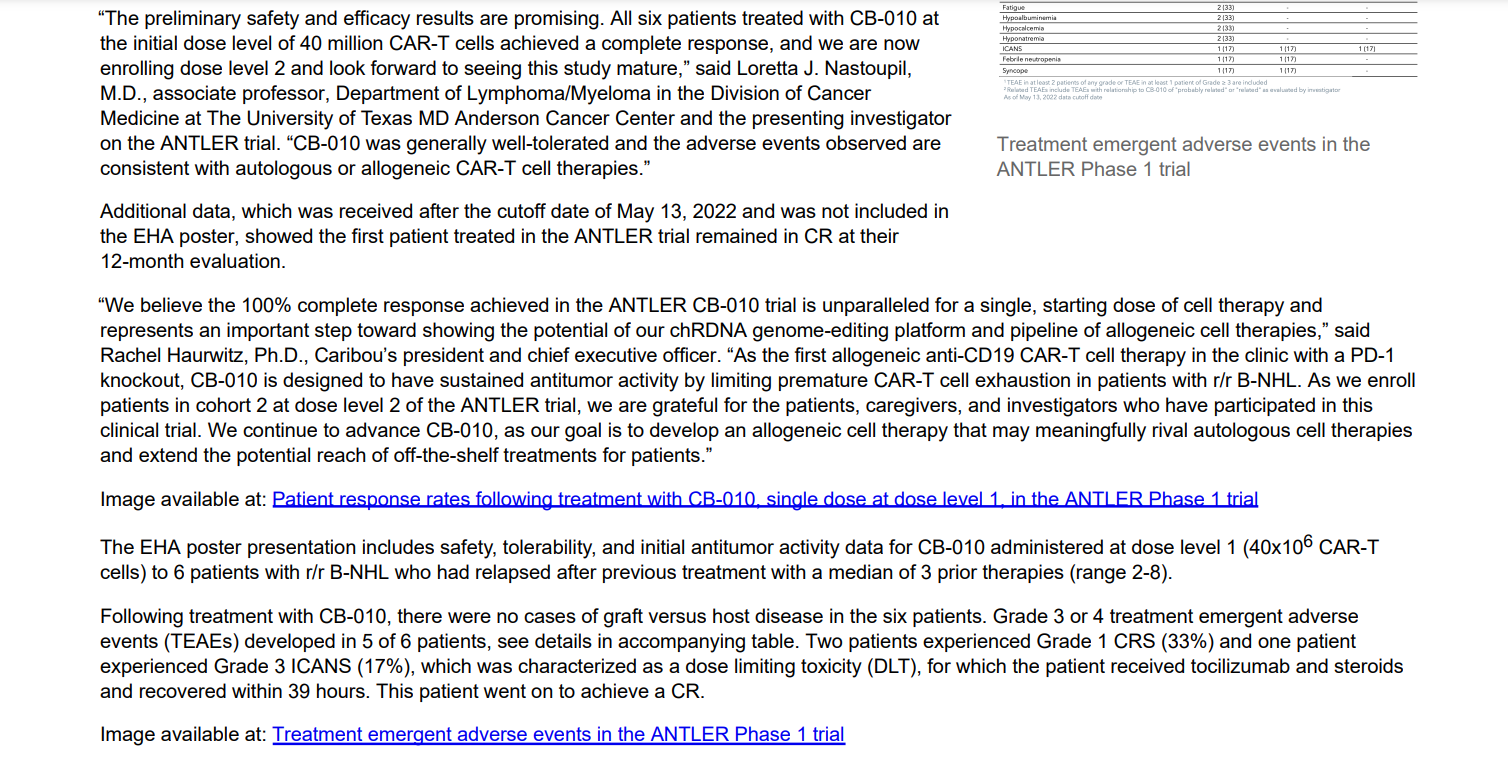 “The preliminary safety and efficacy results are promising. All six patients treated with CB-010 at
the initial dose level of 40 million CAR-T cells achieved a complete response, and we are now
enrolling dose level 2 and look forward to seeing this study mature,” said Loretta J. Nastoupil,
M.D., associate professor, Department of Lymphoma/Myeloma in the Division of Cancer
Medicine at The University of Texas MD Anderson Cancer Center and the presenting investigator
on the ANTLER trial. “CB-010 was generally well-tolerated and the adverse events observed are
consistent with autologous or allogeneic CAR-T cell therapies.”
Fatigue 2 (33) - -
Hypoalbuminemia 2 (33) - -
Hypocalcemia 2 (33) - -
Hyponatremia 2 (33) - -
ICANS 1 (17) 1 (17) 1 (17)
Febrile neutropenia 1 (17) 1 (17) -
Syncope 1 (17) 1 (17) -
¹ TEAE in at least 2 patients of any grade or TEAE in at least 1 patient of Grade ≥ 3 are included
² Related TEAEs include TEAEs with relationship to CB-010 of "probably related" or "related" as evaluated by investigator
As of May 13, 2022 data cutoff date
Treatment emergent adverse events in the
ANTLER Phase 1 trial
Additional data, which was received after the cutoff date of May 13, 2022 and was not included in
the EHA poster, showed the first patient treated in the ANTLER trial remained in CR at their
12-month evaluation.
“We believe the 100% complete response achieved in the ANTLER CB-010 trial is unparalleled for a single, starting dose of cell therapy and
represents an important step toward showing the potential of our chRDNA genome-editing platform and pipeline of allogeneic cell therapies,” said
Rachel Haurwitz, Ph.D., Caribou’s president and chief executive officer. “As the first allogeneic anti-CD19 CAR-T cell therapy in the clinic with a PD-1
knockout, CB-010 is designed to have sustained antitumor activity by limiting premature CAR-T cell exhaustion in patients with r/r B-NHL. As we enroll
patients in cohort 2 at dose level 2 of the ANTLER trial, we are grateful for the patients, caregivers, and investigators who have participated in this
clinical trial. We continue to advance CB-010, as our goal is to develop an allogeneic cell therapy that may meaningfully rival autologous cell therapies
and extend the potential reach of off-the-shelf treatments for patients.”
Image available at: Patient response rates following treatment with CB-010, single dose at dose level 1, in the ANTLER Phase 1 trial
The EHA poster presentation includes safety, tolerability, and initial antitumor activity data for CB-010 administered at dose level 1 (40x10⁶ CAR-T
cells) to 6 patients with r/r B-NHL who had relapsed after previous treatment with a median of 3 prior therapies (range 2-8).
Following treatment with CB-010, there were no cases of graft versus host disease in the six patients. Grade 3 or 4 treatment emergent adverse
events (TEAEs) developed in 5 of 6 patients, see details in accompanying table. Two patients experienced Grade 1 CRS (33%) and one patient
experienced Grade 3 ICANS (17%), which was characterized as a dose limiting toxicity (DLT), for which the patient received tocilizumab and steroids
and recovered within 39 hours. This patient went on to achieve a CR.
Image available at: Treatment emergent adverse events in the ANTLER Phase 1 trial